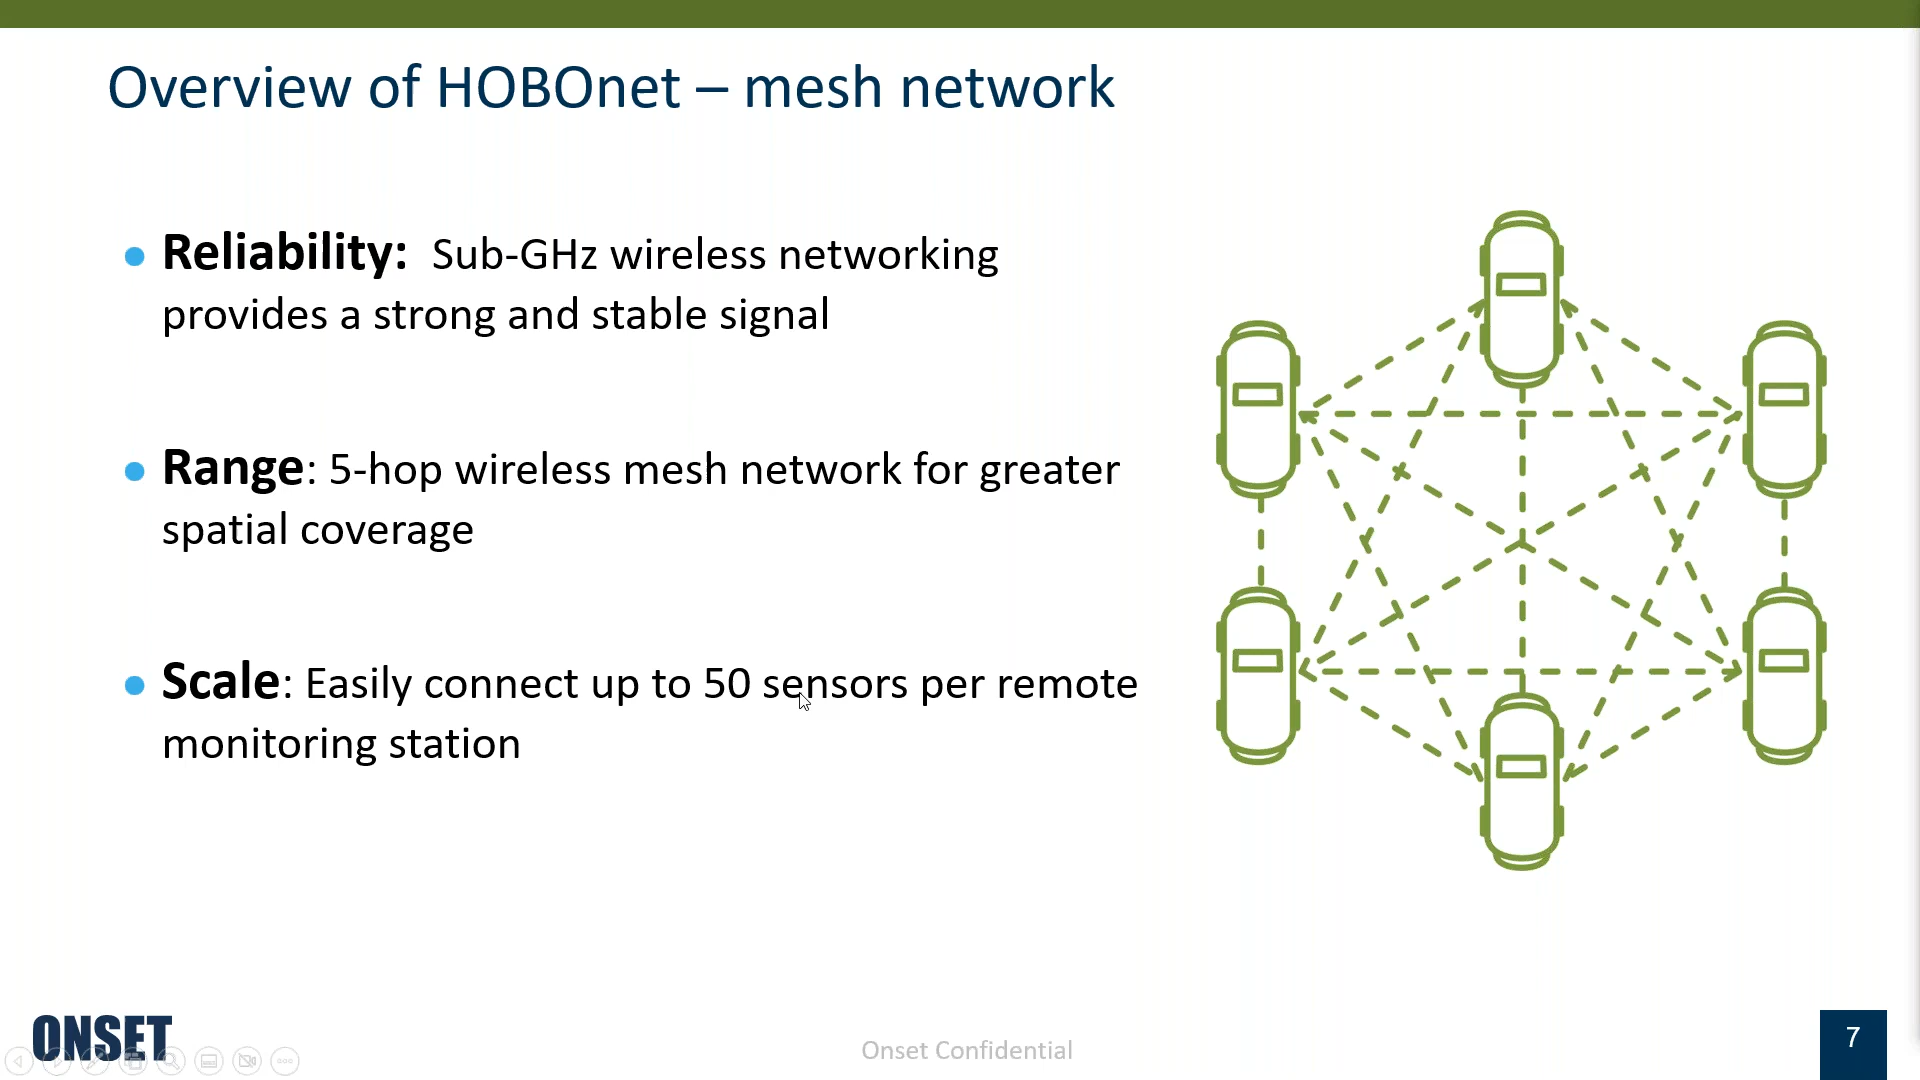 Overview of HOBOnet – mesh network
Reliability: Sub-GHz wireless networking
provides a strong and stable signal
Range: 5-hop wireless mesh network for greater
spatial coverage
Scale: Easily connect up to 50 sensors per remote
monitoring station
ONSET
Onset Confidential
7